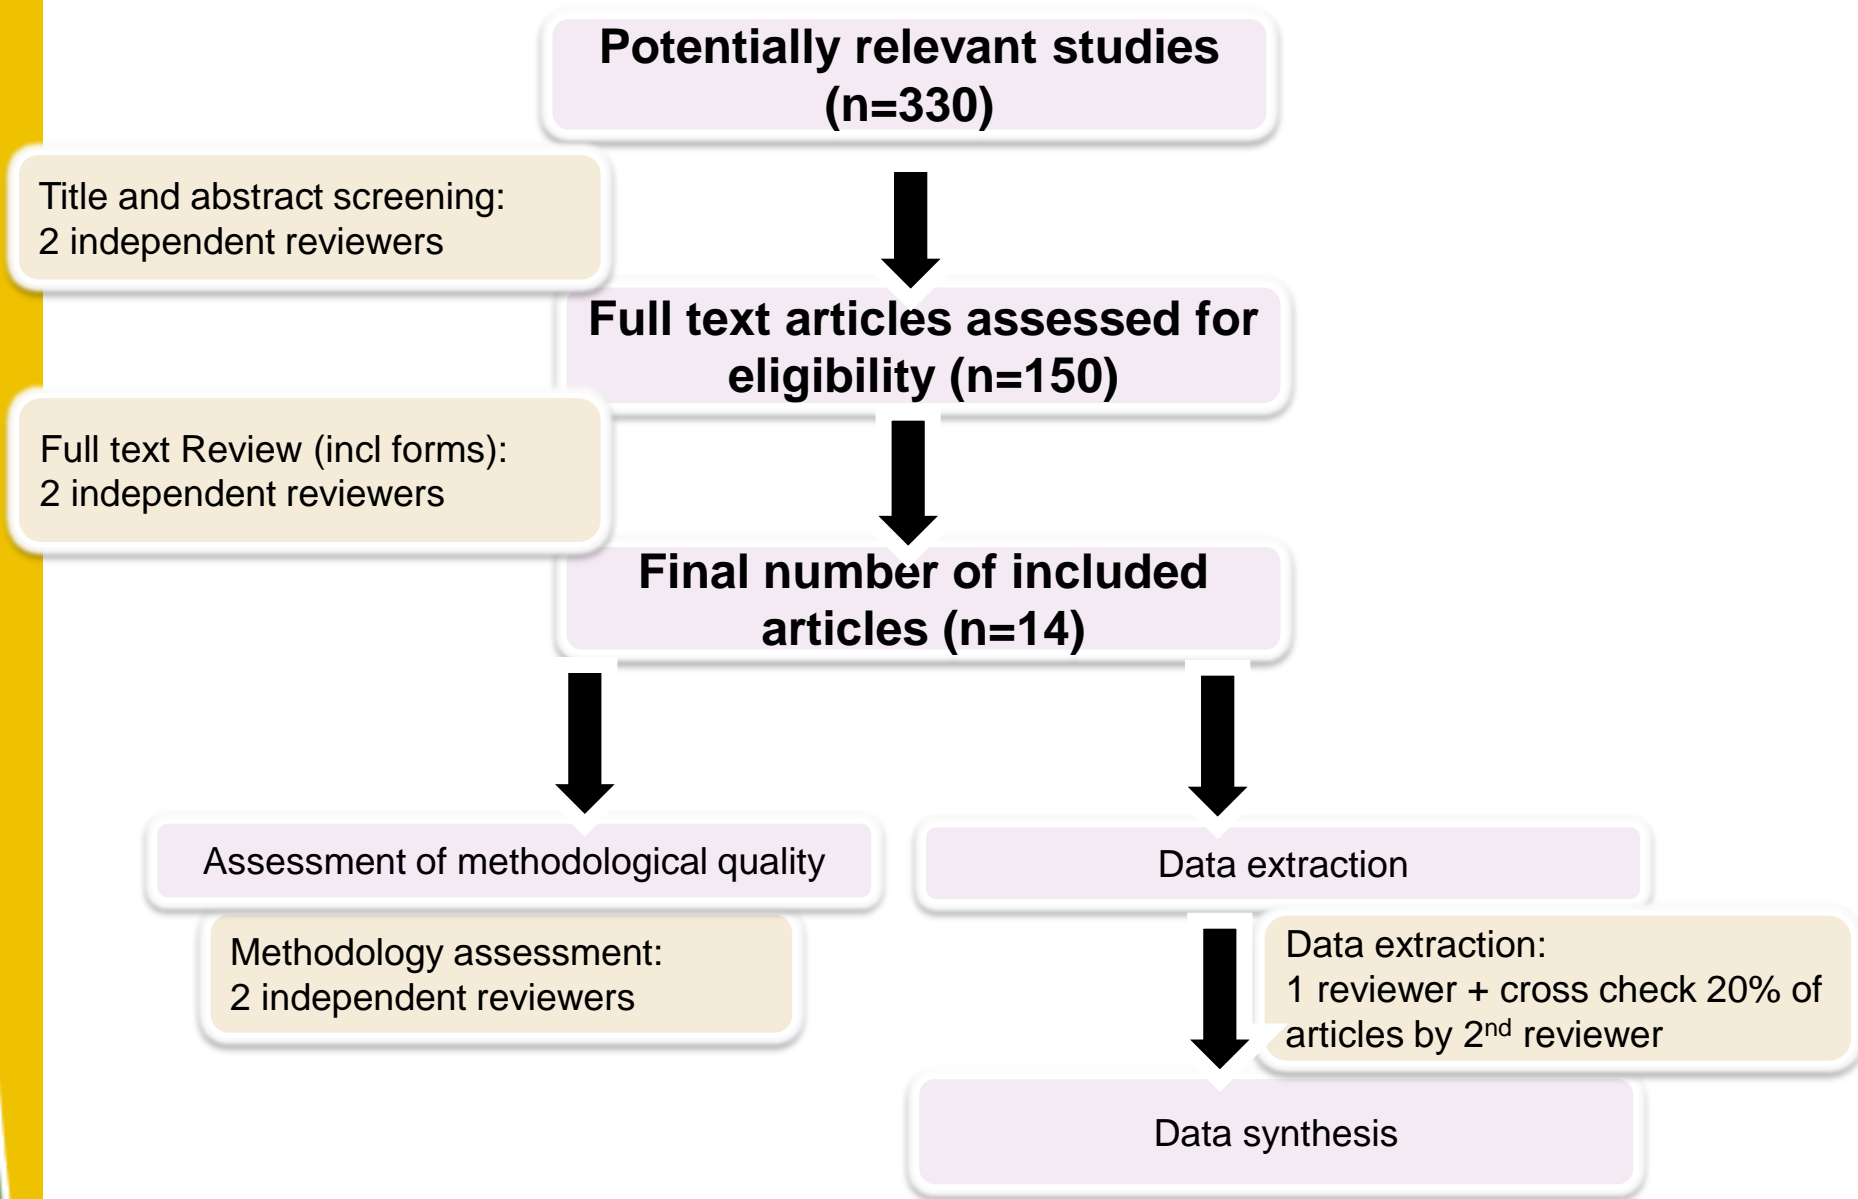 Potentially relevant studies
(n=330)
Title and abstract screening:
2 independent reviewers
Full text articles assessed for
eligibility (n=150)
Full text Review (incl forms):
2 independent reviewers
Final number of included
articles (n=14)
Assessment of methodological quality
Data extraction
Methodology assessment:
2 independent reviewers
Data extraction:
1 reviewer + cross check 20% of
articles by 2nd reviewer
Data synthesis